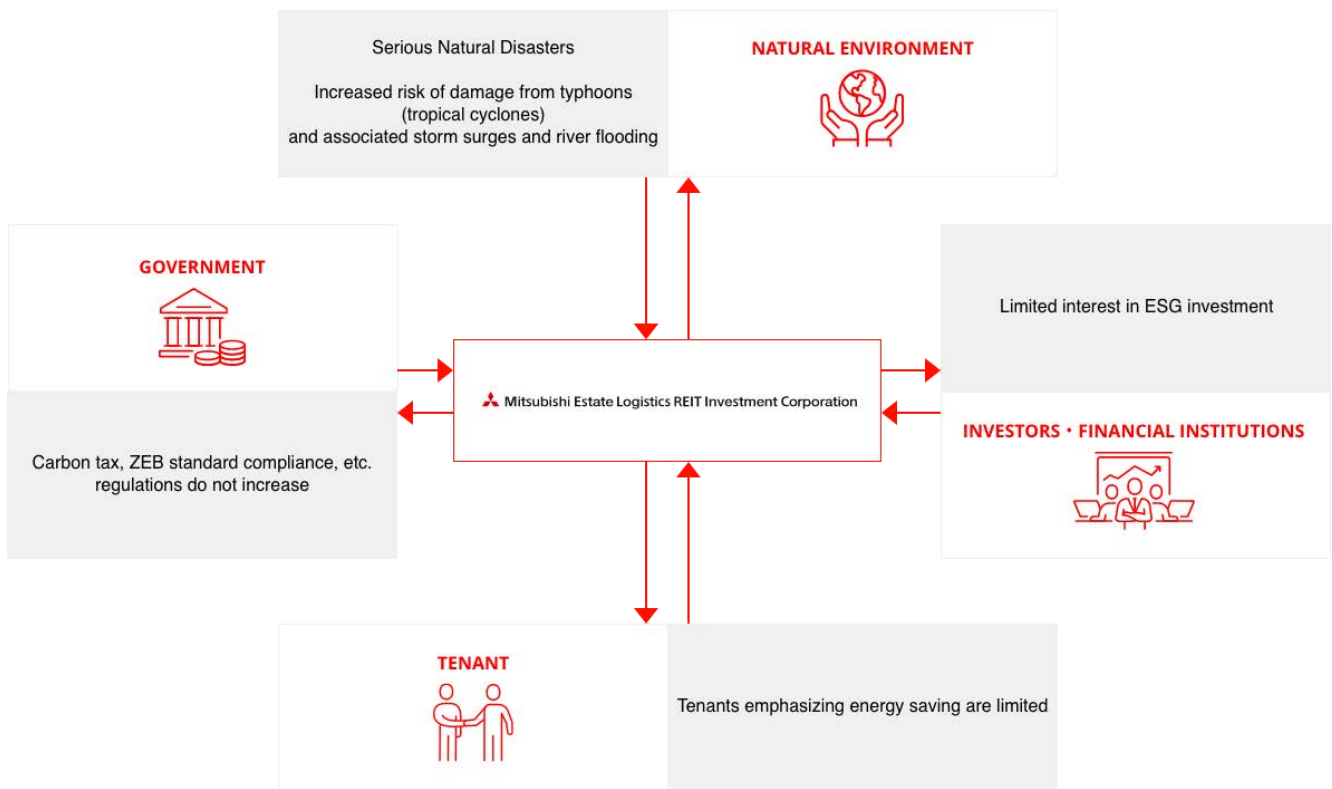 Serious Natural Disasters
Increased risk of damage from typhoons
(tropical cyclones)
and associated storm surges and river flooding
NATURAL ENVIRONMENT
GOVERNMENT
Carbon tax, ZEB standard compliance, etc.
regulations do not increase
Mitsubishi Estate Logistics REIT Investment Corporation
Limited interest in ESG investment
INVESTORS・FINANCIAL INSTITUTIONS
TENANT
Tenants emphasizing energy saving are limited